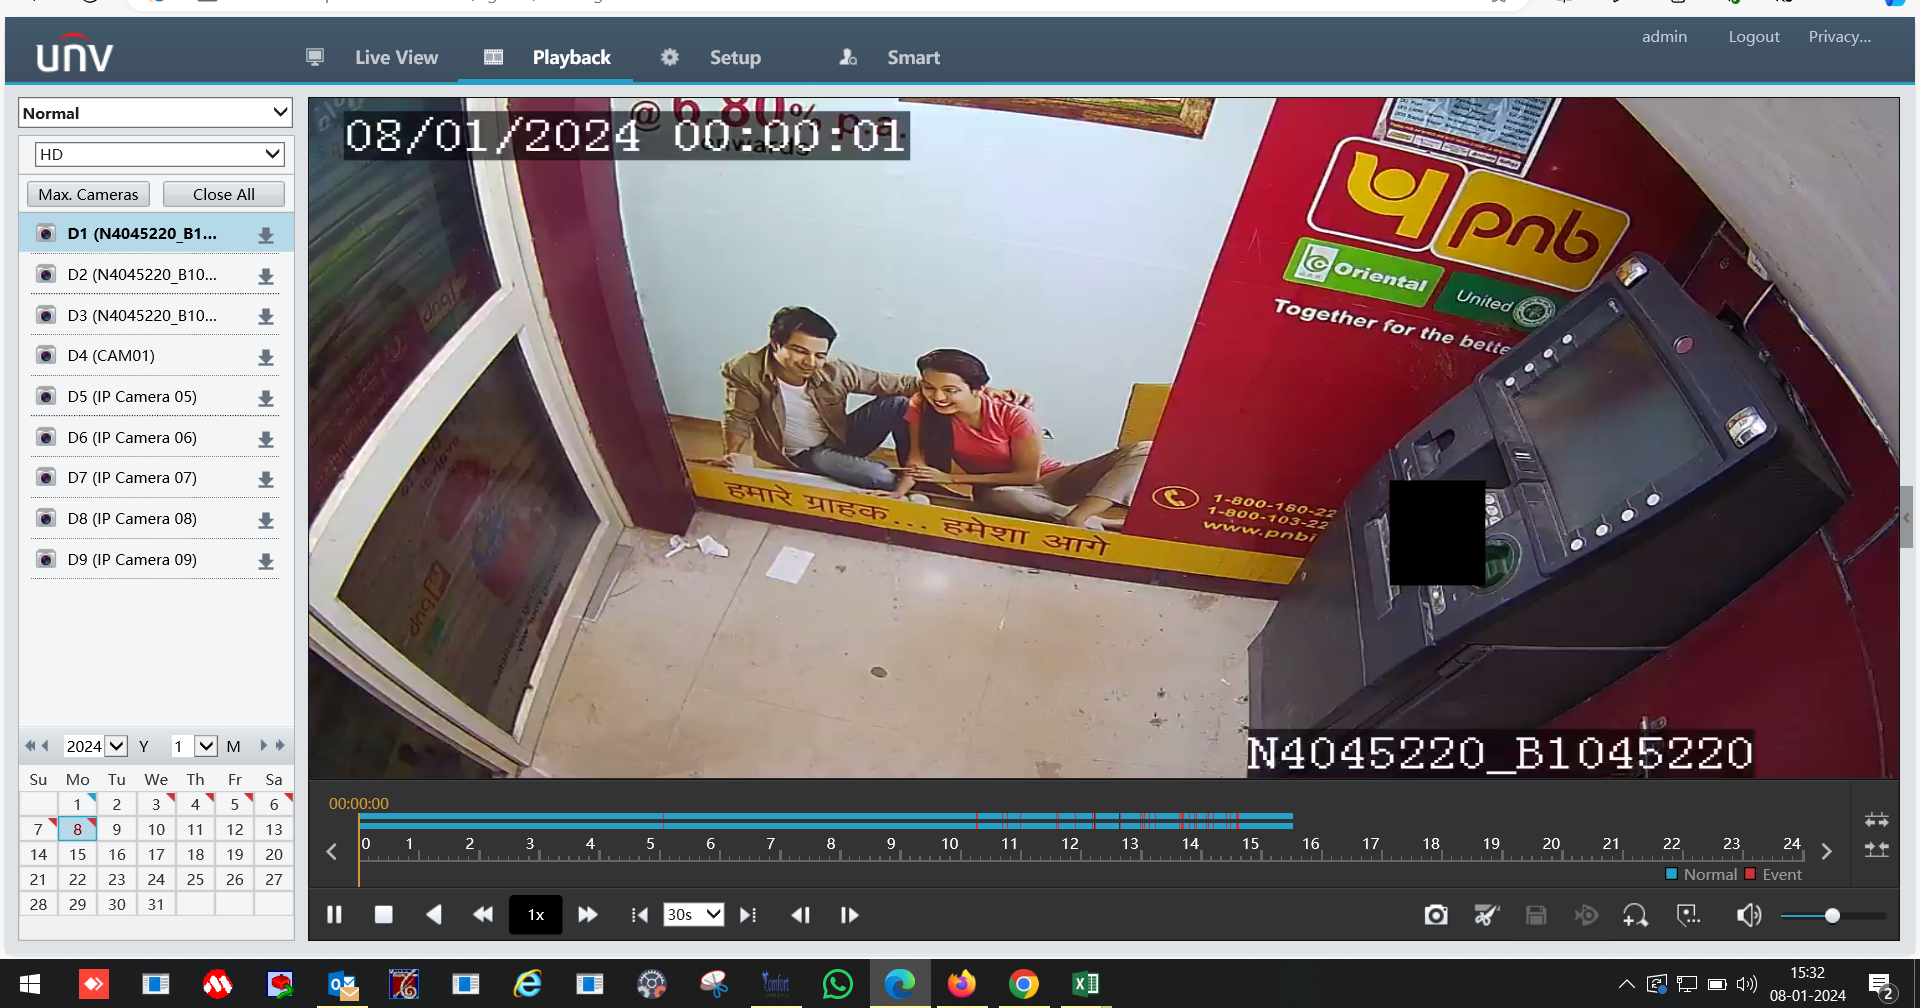 unv
Live View
Playback
Setup
Smart
admin
Logout
Privacy...
Normal
HD
Max. Cameras
Close All
D1 (N4045220_B1...
D2 (N4045220_B10...
D3 (N4045220_B10...
D4 (CAM01)
D5 (IP Camera 05)
D6 (IP Camera 06)
D7 (IP Camera 07)
D8 (IP Camera 08)
D9 (IP Camera 09)
2024 Y 1 M
Su Mo Tu We Th Fr Sa
1 2 3 4 5 6
7 8 9 10 11 12 13
14 15 16 17 18 19 20
21 22 23 24 25 26 27
28 29 30 31
@ 6.80% p.a.
08/01/2024 00:00:01
onwards
pnb
Oriental
United
Together for the bette
हमारे ग्राहक... हमेशा आगे
1-800-180-22
1-800-103-22
www.pnbi
N4045220_B1045220
00:00:00
0 1 2 3 4 5 6 7 8 9 10 11 12 13 14 15 16 17 18 19 20 21 22 23 24
Normal Event
1x
30s
Comfort
15:32
08-01-2024
2